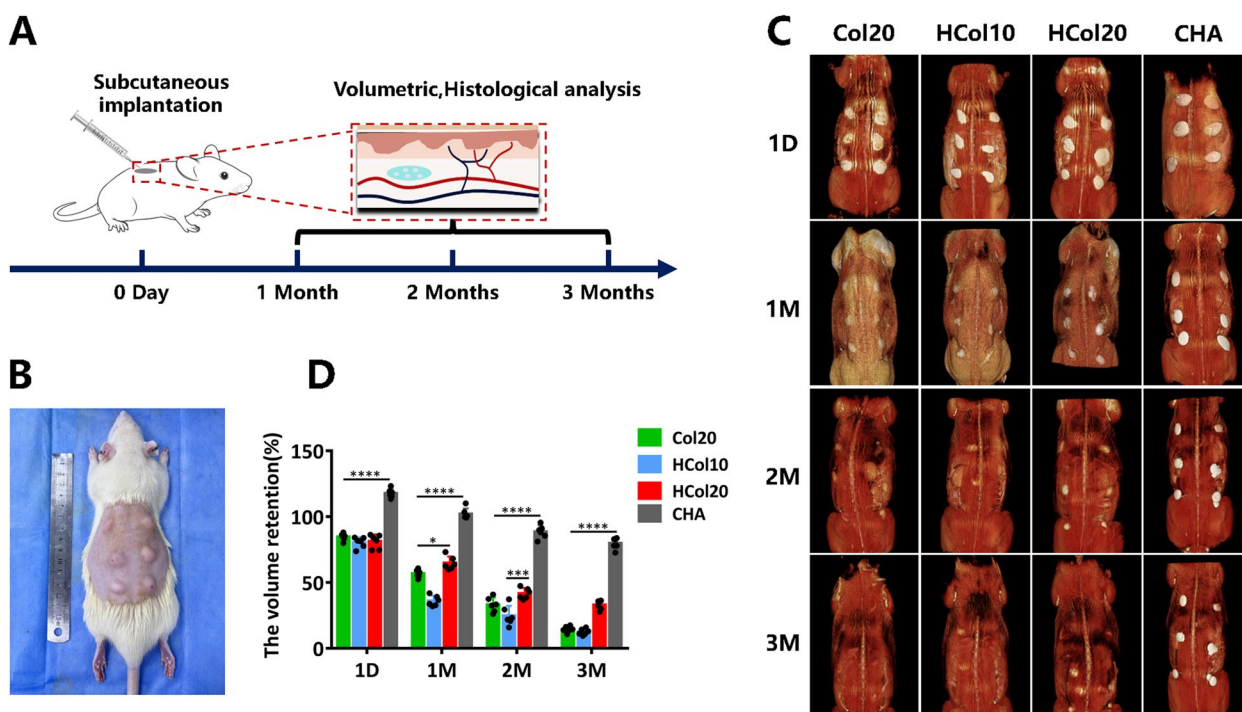 A
Subcutaneous
implantation
Volumetric,Histological analysis
0 Day
1 Month
2 Months
3 Months
B
D
The volume retention(%)
150
100
50
0
****
****
*
****
***
****
1D
1M
2M
3M
Col20
HCol10
HCol20
CHA
C
Col20
HCol10
HCol20
CHA
1D
1M
2M
3M